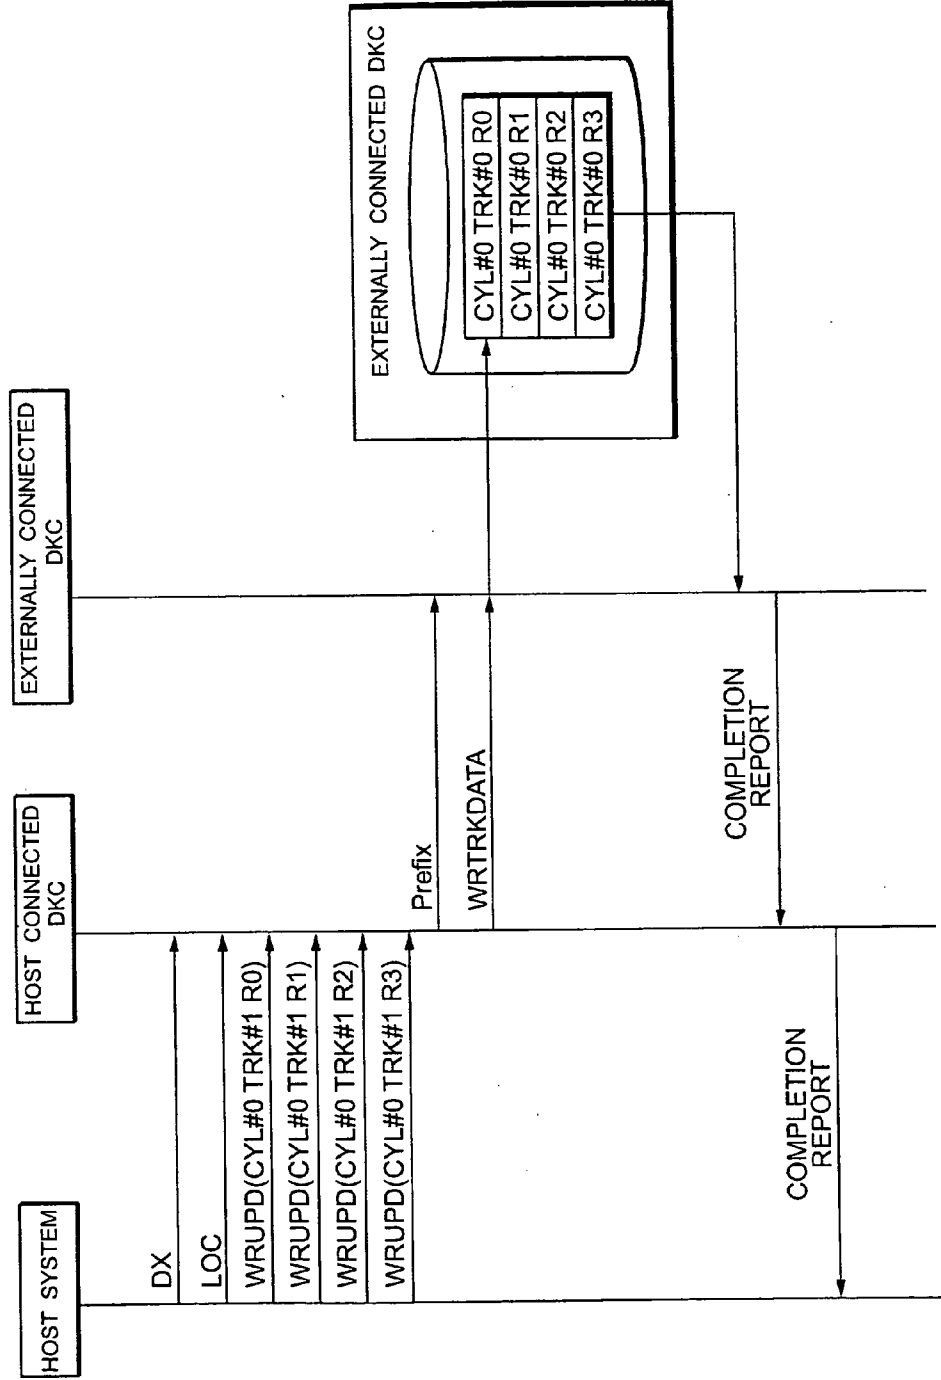 HOST SYSTEM
HOST CONNECTED
DKC
EXTERNALLY CONNECTED
DKC
DX
LOC
WRUPD(CYL#0 TRK#1 R0)
WRUPD(CYL#0 TRK#1 R1)
WRUPD(CYL#0 TRK#1 R2)
WRUPD(CYL#0 TRK#1 R3)
Prefix
WRTRKDATA
EXTERNALLY CONNECTED DKC
CYL#0 TRK#0 R0
CYL#0 TRK#0 R1
CYL#0 TRK#0 R2
CYL#0 TRK#0 R3
COMPLETION
REPORT
COMPLETION
REPORT